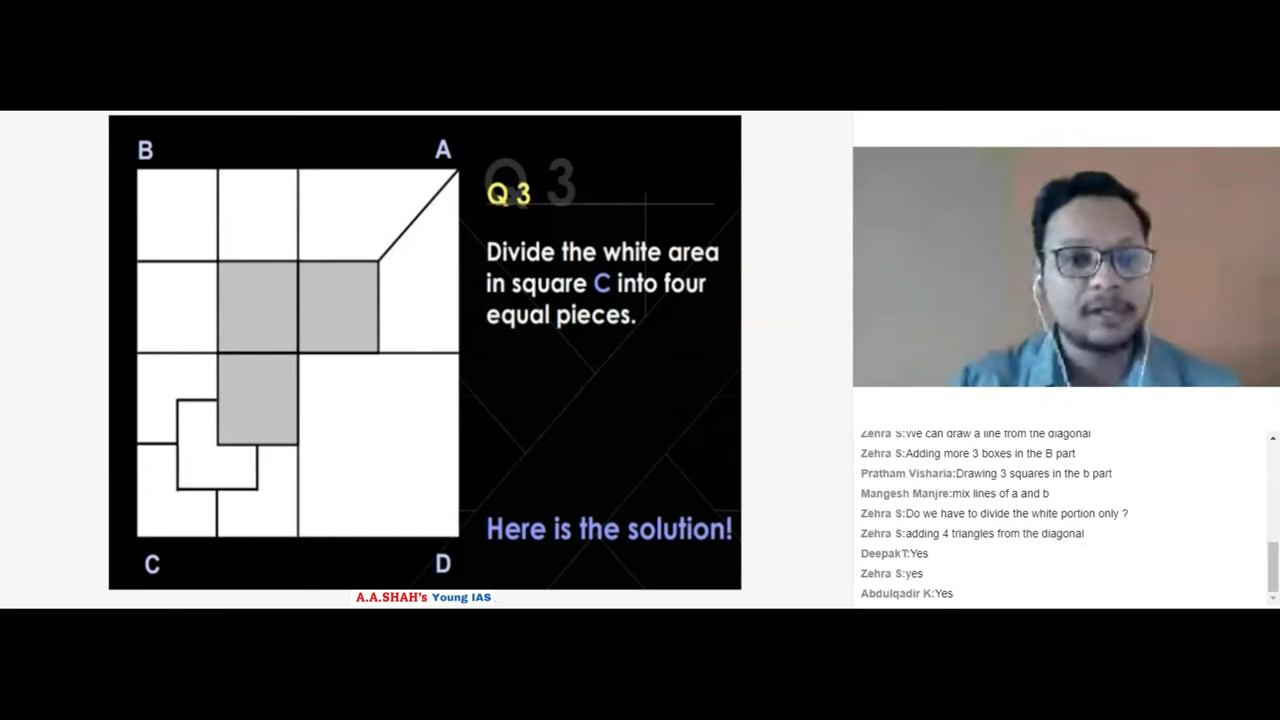 B
A
Q 3
Q 3
Divide the white area
in square C into four
equal pieces.
Here is the solution!
C
D
A.A.SHAH's Young IAS
Zehra S:We can draw a line from the diagonal
Zehra S:Adding more 3 boxes in the B part
Pratham Visharia:Drawing 3 squares in the b part
Mangesh Manjre:mix lines of a and b
Zehra S:Do we have to divide the white portion only ?
Zehra S:adding 4 triangles from the diagonal
DeepakT:Yes
Zehra S:yes
Abdulqadir K:Yes